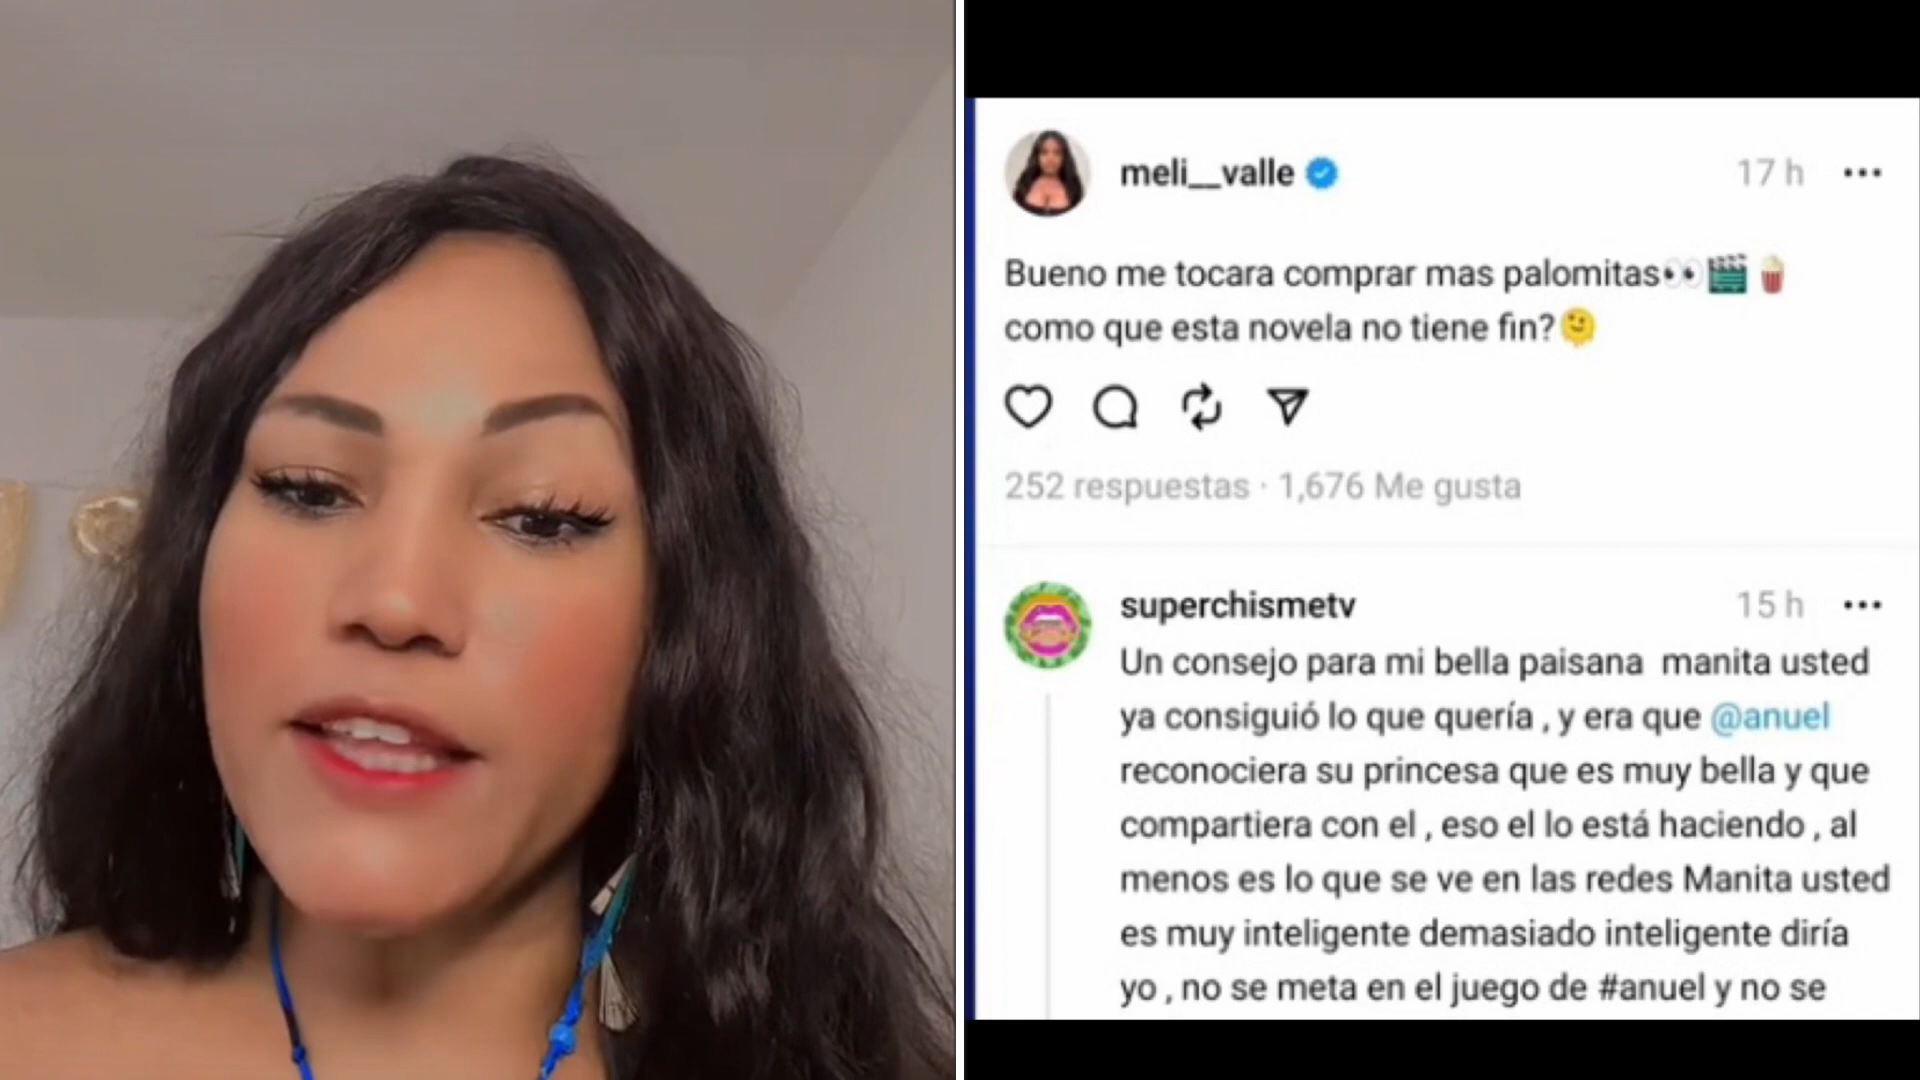 meli__valle
17 h
Bueno me tocara comprar mas palomitas👀🎬🍿
como que esta novela no tiene fin?🫠
252 respuestas · 1,676 Me gusta
superchismetv
15 h
Un consejo para mi bella paisana manita usted
ya consiguió lo que quería , y era que @anuel
reconociera su princesa que es muy bella y que
compartiera con el , eso el lo está haciendo , al
menos es lo que se ve en las redes Manita usted
es muy inteligente demasiado inteligente diría
yo , no se meta en el juego de #anuel y no se